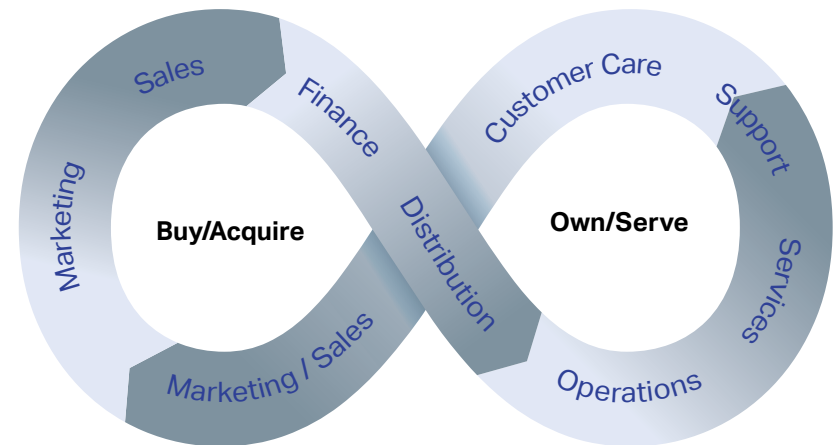 Sales
Finance
Customer Care
Support
Marketing
Buy/Acquire
Distribution
Own/Serve
Services
Marketing / Sales
Operations